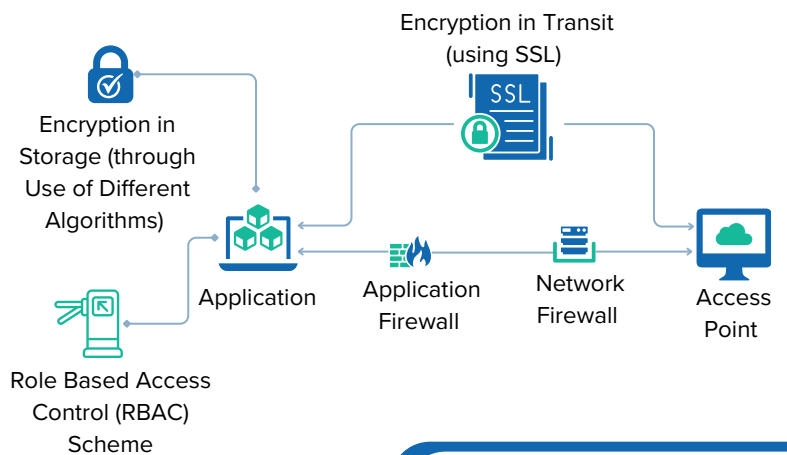 Encryption in Transit
(using SSL)
SSL
Encryption in
Storage (through
Use of Different
Algorithms)
Application
Application
Firewall
Network
Firewall
Access
Point
Role Based Access
Control (RBAC)
Scheme